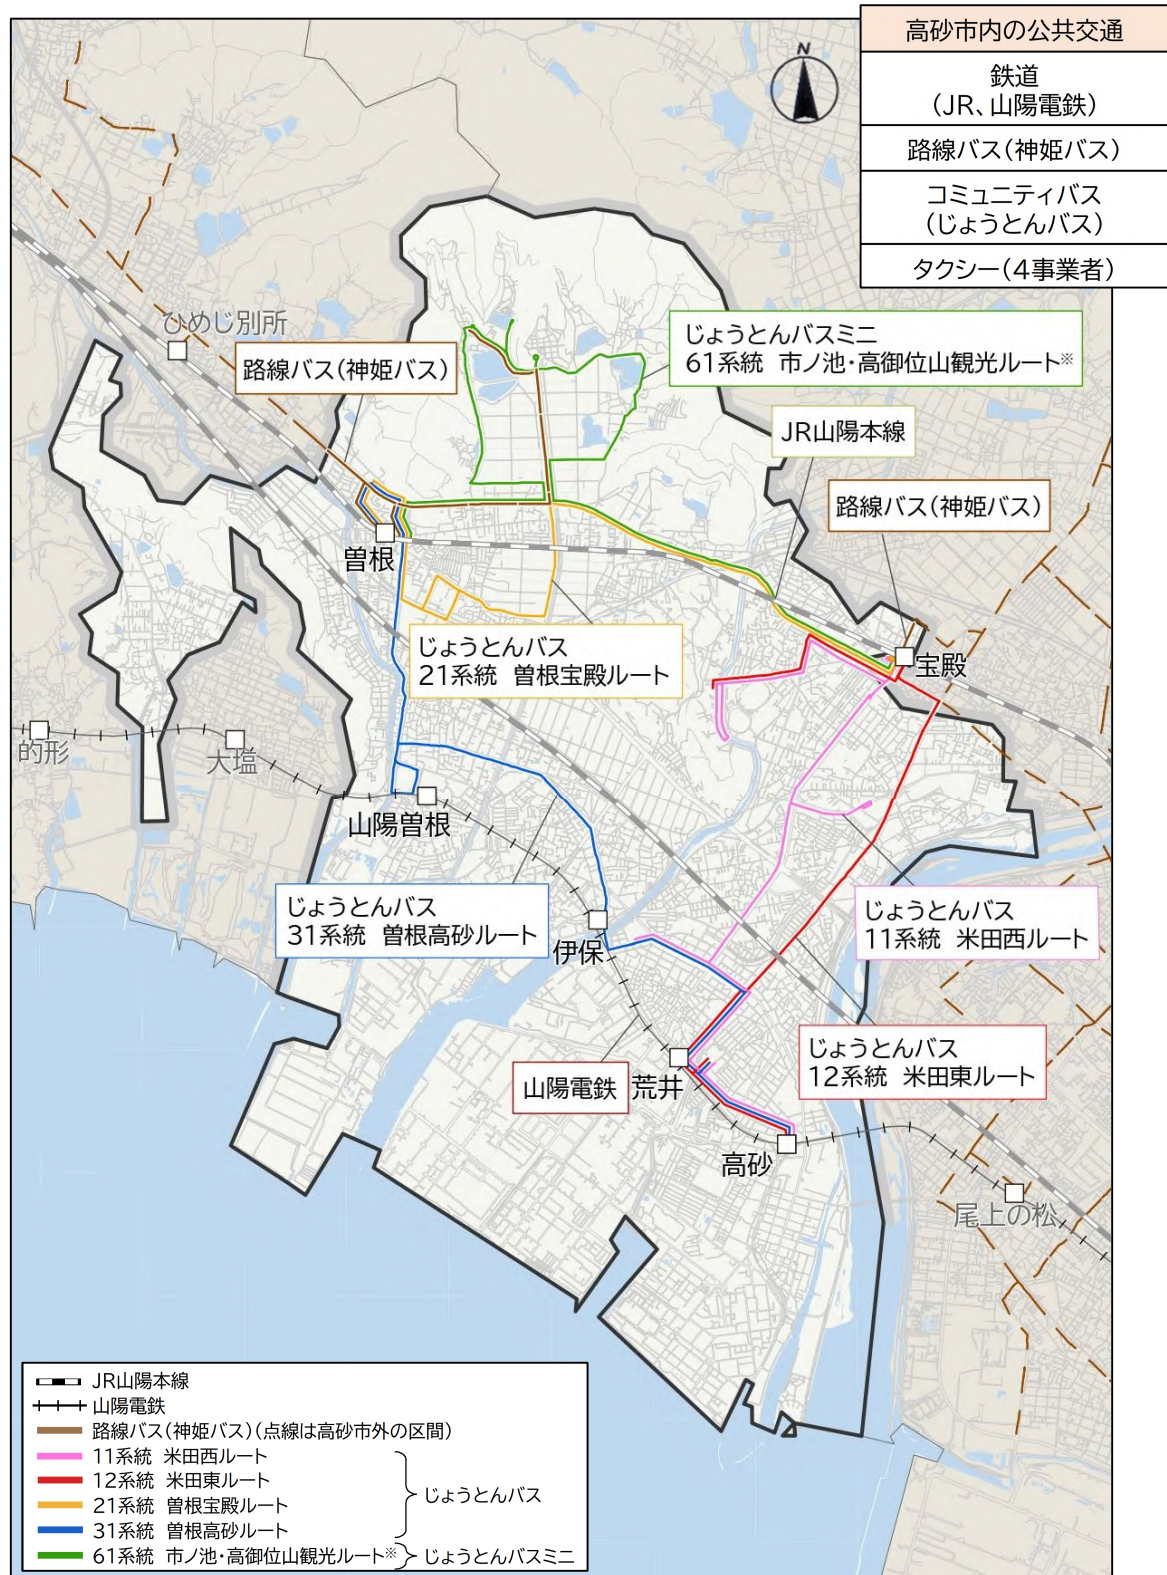 高砂市内の公共交通
鉄道
(JR、山陽電鉄)
路線バス(神姫バス)
コミュニティバス
(じょうとんバス)
タクシー(4事業者)
N
ひめじ別所
路線バス(神姫バス)
じょうとんバスミニ
61系統 市ノ池・高御位山観光ルート※
JR山陽本線
路線バス(神姫バス)
曽根
じょうとんバス
21系統 曽根宝殿ルート
宝殿
的形
大塩
山陽曽根
じょうとんバス
31系統 曽根高砂ルート
伊保
じょうとんバス
11系統 米田西ルート
じょうとんバス
12系統 米田東ルート
山陽電鉄
荒井
高砂
尾上の松
JR山陽本線
山陽電鉄
路線バス(神姫バス)(点線は高砂市外の区間)
11系統 米田西ルート
12系統 米田東ルート
じょうとんバス
21系統 曽根宝殿ルート
31系統 曽根高砂ルート
61系統 市ノ池・高御位山観光ルート※
じょうとんバスミニ